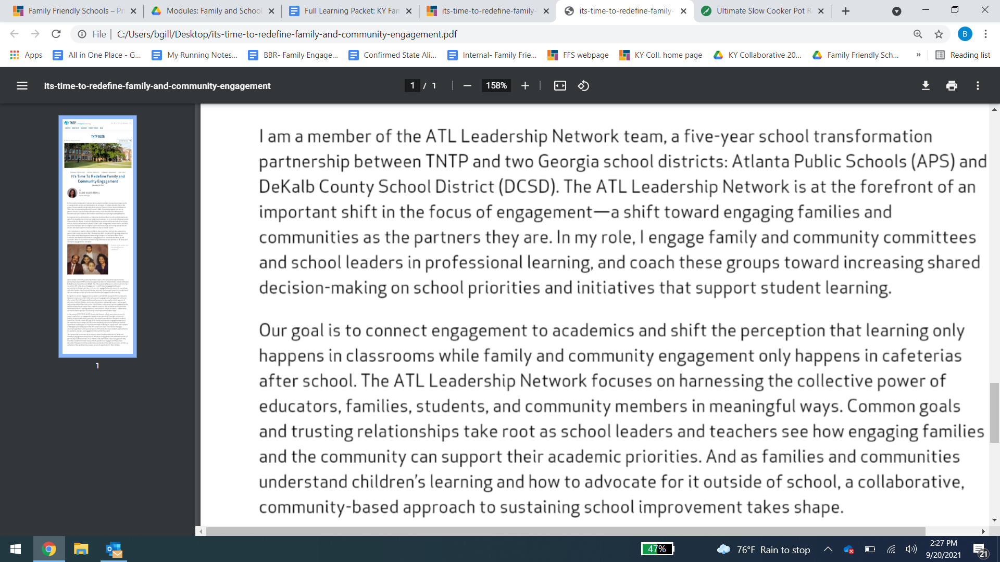 Family Friendly Schools – Pr
Modules: Family and School
Full Learning Packet: KY Fam
its-time-to-redefine-family-
its-time-to-redefine-family-
Ultimate Slow Cooker Pot R
File
C:/Users/bgill/Desktop/its-time-to-redefine-family-and-community-engagement.pdf
B
Apps
All in One Place - G...
My Running Notes...
BBR- Family Engage...
Confirmed State Ali...
Internal- Family Frie...
FFS webpage
KY Coll. home page
KY Collaborative 20...
Family Friendly Sch...
»
Reading list
its-time-to-redefine-family-and-community-engagement
1 / 1
158%
TNTP
TNTP BLOG
It's Time To Redefine Family and
Community Engagement
1
I am a member of the ATL Leadership Network team, a five-year school transformation
partnership between TNTP and two Georgia school districts: Atlanta Public Schools (APS) and
DeKalb County School District (DCSD). The ATL Leadership Network is at the forefront of an
important shift in the focus of engagement—a shift toward engaging families and
communities as the partners they are. In my role, I engage family and community committees
and school leaders in professional learning, and coach these groups toward increasing shared
decision-making on school priorities and initiatives that support student learning.
Our goal is to connect engagement to academics and shift the perception that learning only
happens in classrooms while family and community engagement only happens in cafeterias
after school. The ATL Leadership Network focuses on harnessing the collective power of
educators, families, students, and community members in meaningful ways. Common goals
and trusting relationships take root as school leaders and teachers see how engaging families
and the community can support their academic priorities. And as families and communities
understand children's learning and how to advocate for it outside of school, a collaborative,
community-based approach to sustaining school improvement takes shape.
47%
76°F Rain to stop
2:27 PM
9/20/2021
21